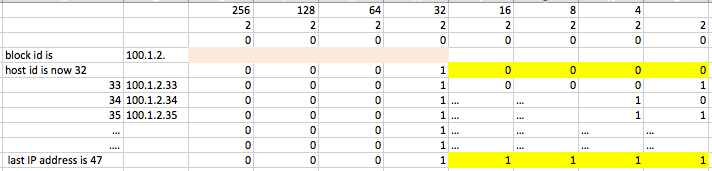 256 128 64 32 16 8 4
2 2 2 2 2 2 2 2
0 0 0 0 0 0 0 0
block id is 100.1.2.
host id is now 32 0 0 0 1 0 0 0 0
33 100.1.2.33 0 0 0 1 0 0 0 1
34 100.1.2.34 0 0 0 1 ... ... 1 0
35 100.1.2.35 0 0 0 1 ... ... 1 1
... 0 0 0 1 ... ... ... ...
.... 0 0 0 1 ... ... ... ...
last IP address is 47 0 0 0 1 1 1 1 1